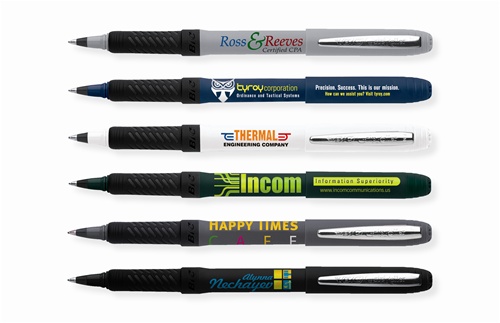 Ross & Reeves
Certified CPA
tyroy corporation
Ordinance and Tactical Systems
Precision. Success. This is our mission.
How can we assist you? Visit tyroy.com
THERMAL
ENGINEERING COMPANY
Incom
Information Superiority
www.incomcommunications.us
HAPPY TIMES
Alynna
Nechayev